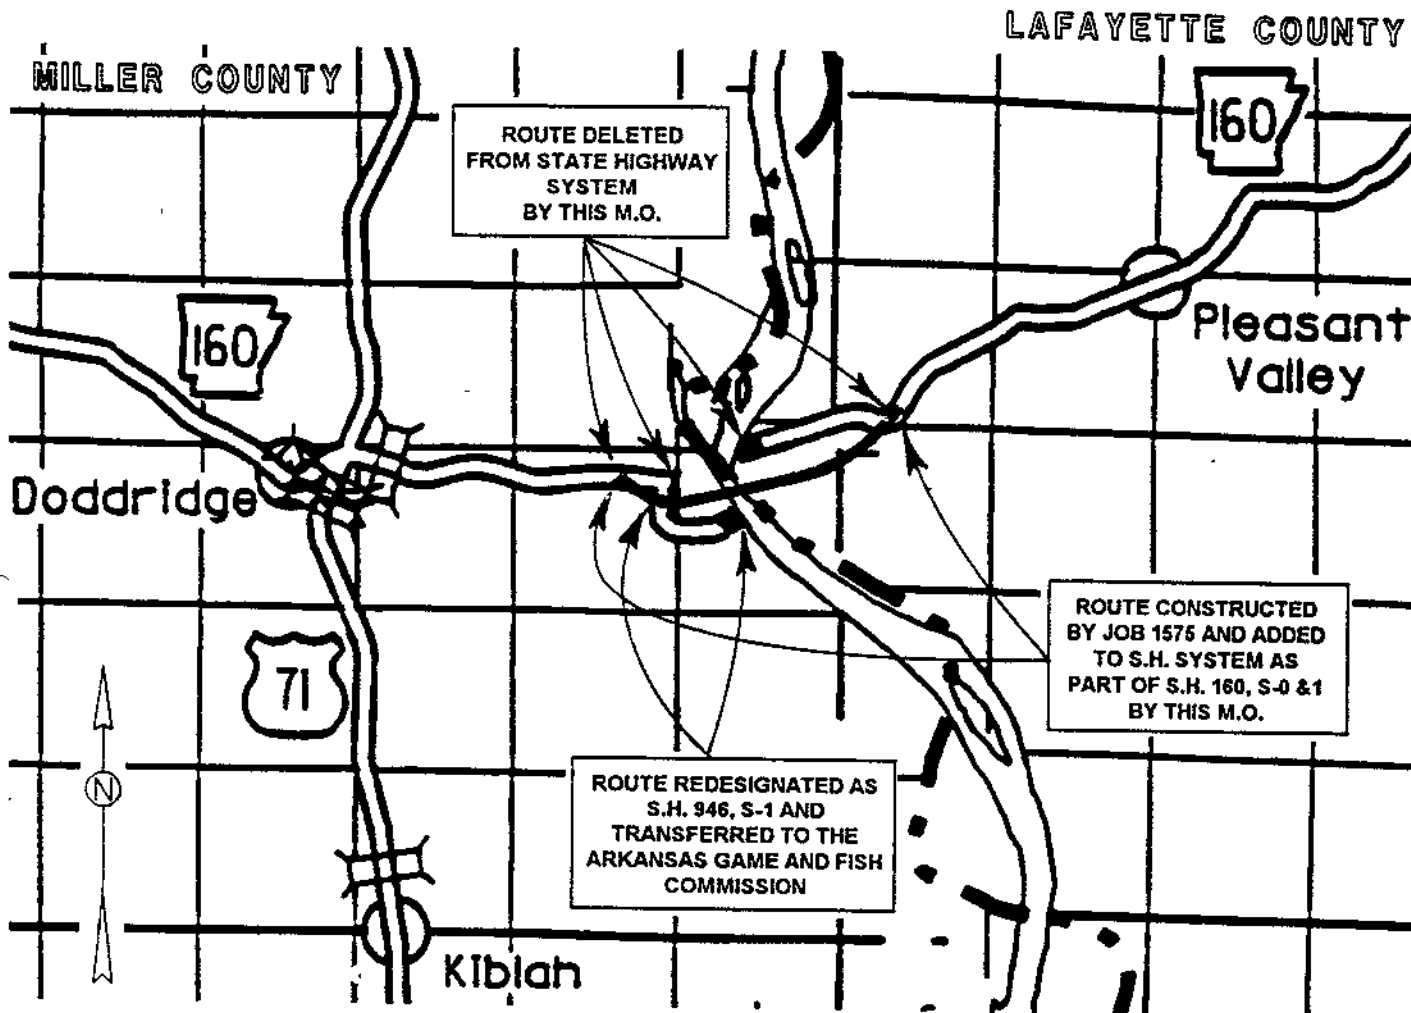 LAFAYETTE COUNTY
MILLER COUNTY
160
ROUTE DELETED
FROM STATE HIGHWAY
SYSTEM
BY THIS M.O.
160
Pleasant
Valley
Doddridge
71
ROUTE CONSTRUCTED
BY JOB 1575 AND ADDED
TO S.H. SYSTEM AS
PART OF S.H. 160, S-0 &1
BY THIS M.O.
N
ROUTE REDESIGNATED AS
S.H. 946, S-1 AND
TRANSFERRED TO THE
ARKANSAS GAME AND FISH
COMMISSION
Kiblah